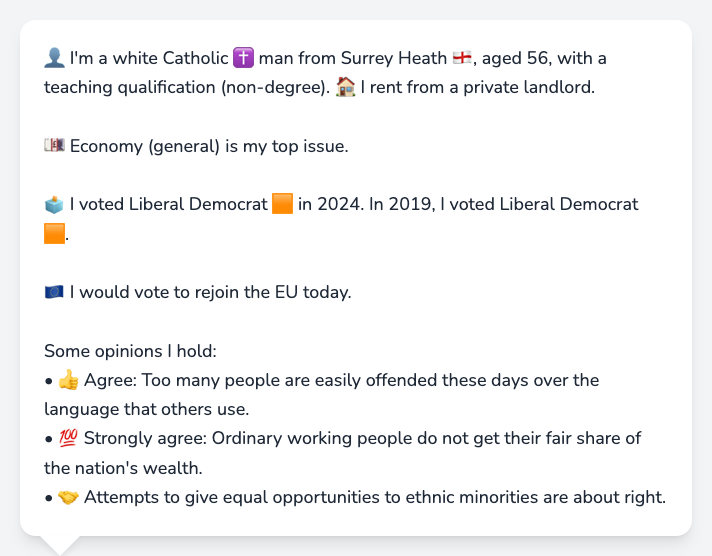 👤 I'm a white Catholic ✝️ man from Surrey Heath 🏴󠁧󠁢󠁥󠁮󠁧󠁿, aged 56, with a
teaching qualification (non-degree). 🏠 I rent from a private landlord.
💷 Economy (general) is my top issue.
🗳️ I voted Liberal Democrat 🟧 in 2024. In 2019, I voted Liberal Democrat
🟧.
🇪🇺 I would vote to rejoin the EU today.
Some opinions I hold:
• 👍 Agree: Too many people are easily offended these days over the
language that others use.
• 💯 Strongly agree: Ordinary working people do not get their fair share of
the nation's wealth.
• 🤝 Attempts to give equal opportunities to ethnic minorities are about right.